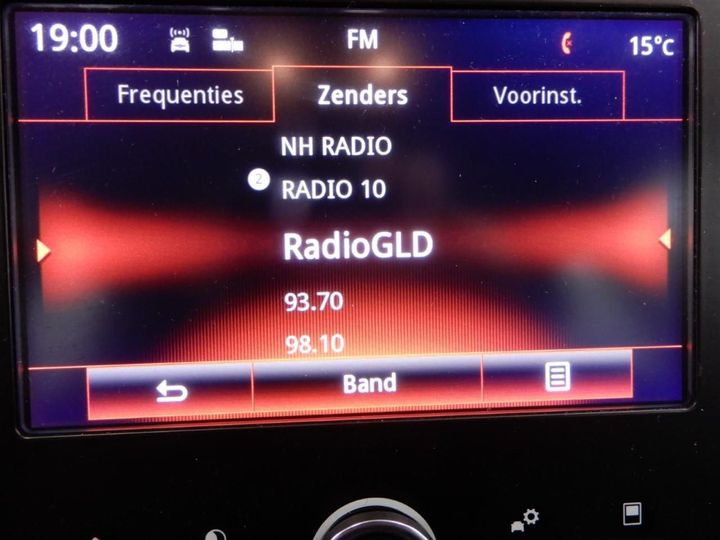 19:00 FM 15°C
Frequenties Zenders Voorinst.
NH RADIO
2 RADIO 10
RadioGLD
93.70
98.10
Band